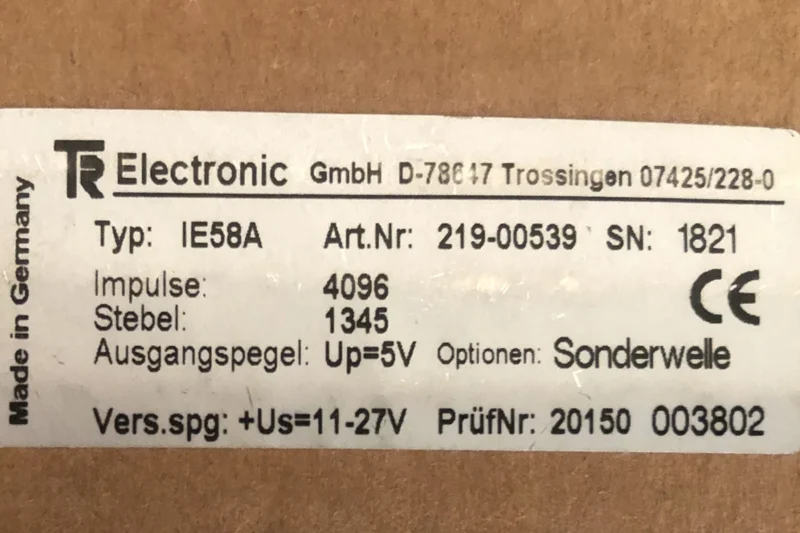 TR Electronic GmbH D-78647 Trossingen 07425/228-0
Typ: IE58A Art.Nr: 219-00539 SN: 1821
Impulse: 4096
Stebel: 1345
Ausgangspegel: Up=5V Optionen: Sonderwelle
Vers.spg: +Us=11-27V PrüfNr: 20150 003802
CE
Made in Germany